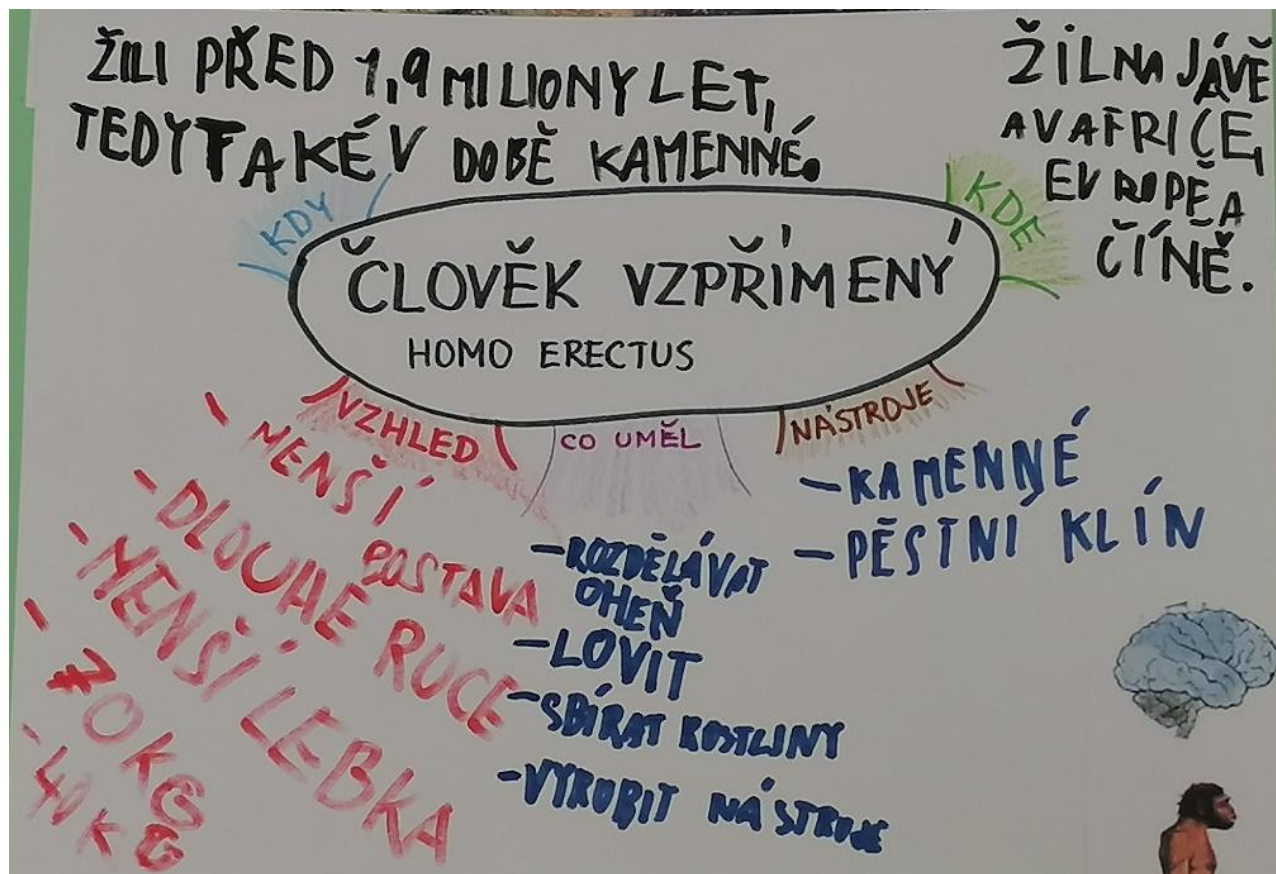 ŽILI PŘED 1,9 MILIONY LET,
TEDY TAKÉ V DOBĚ KAMENNÉ.
ŽIL NA JÁVĚ
A V AFRICE,
EVROPĚ A
ČÍNĚ.
KDY
KDE
ČLOVĚK VZPŘÍMENÝ
HOMO ERECTUS
VZHLED
CO UMĚL
NÁSTROJE
- MENŠÍ
POSTAVA
- DLOUHÉ RUCE
- MENŠÍ LEBKA
- 70 KG
- 40 KG
- ROZDĚLÁVAT
OHEŇ
- LOVIT
- SBÍRAT ROSTLINY
- VYROBIT NÁSTROJE
- KAMENNÉ
- PĚSTNÍ KLÍN